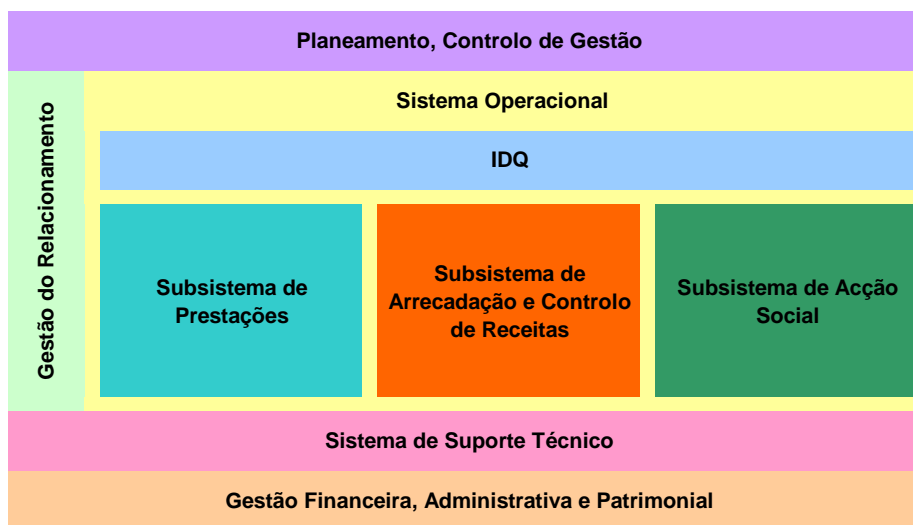 Planeamento, Controlo de Gestão
Gestão do Relacionamento
Sistema Operacional
IDQ
Subsistema de
Prestações
Subsistema de
Arrecadação e Controlo
de Receitas
Subsistema de Acção
Social
Sistema de Suporte Técnico
Gestão Financeira, Administrativa e Patrimonial